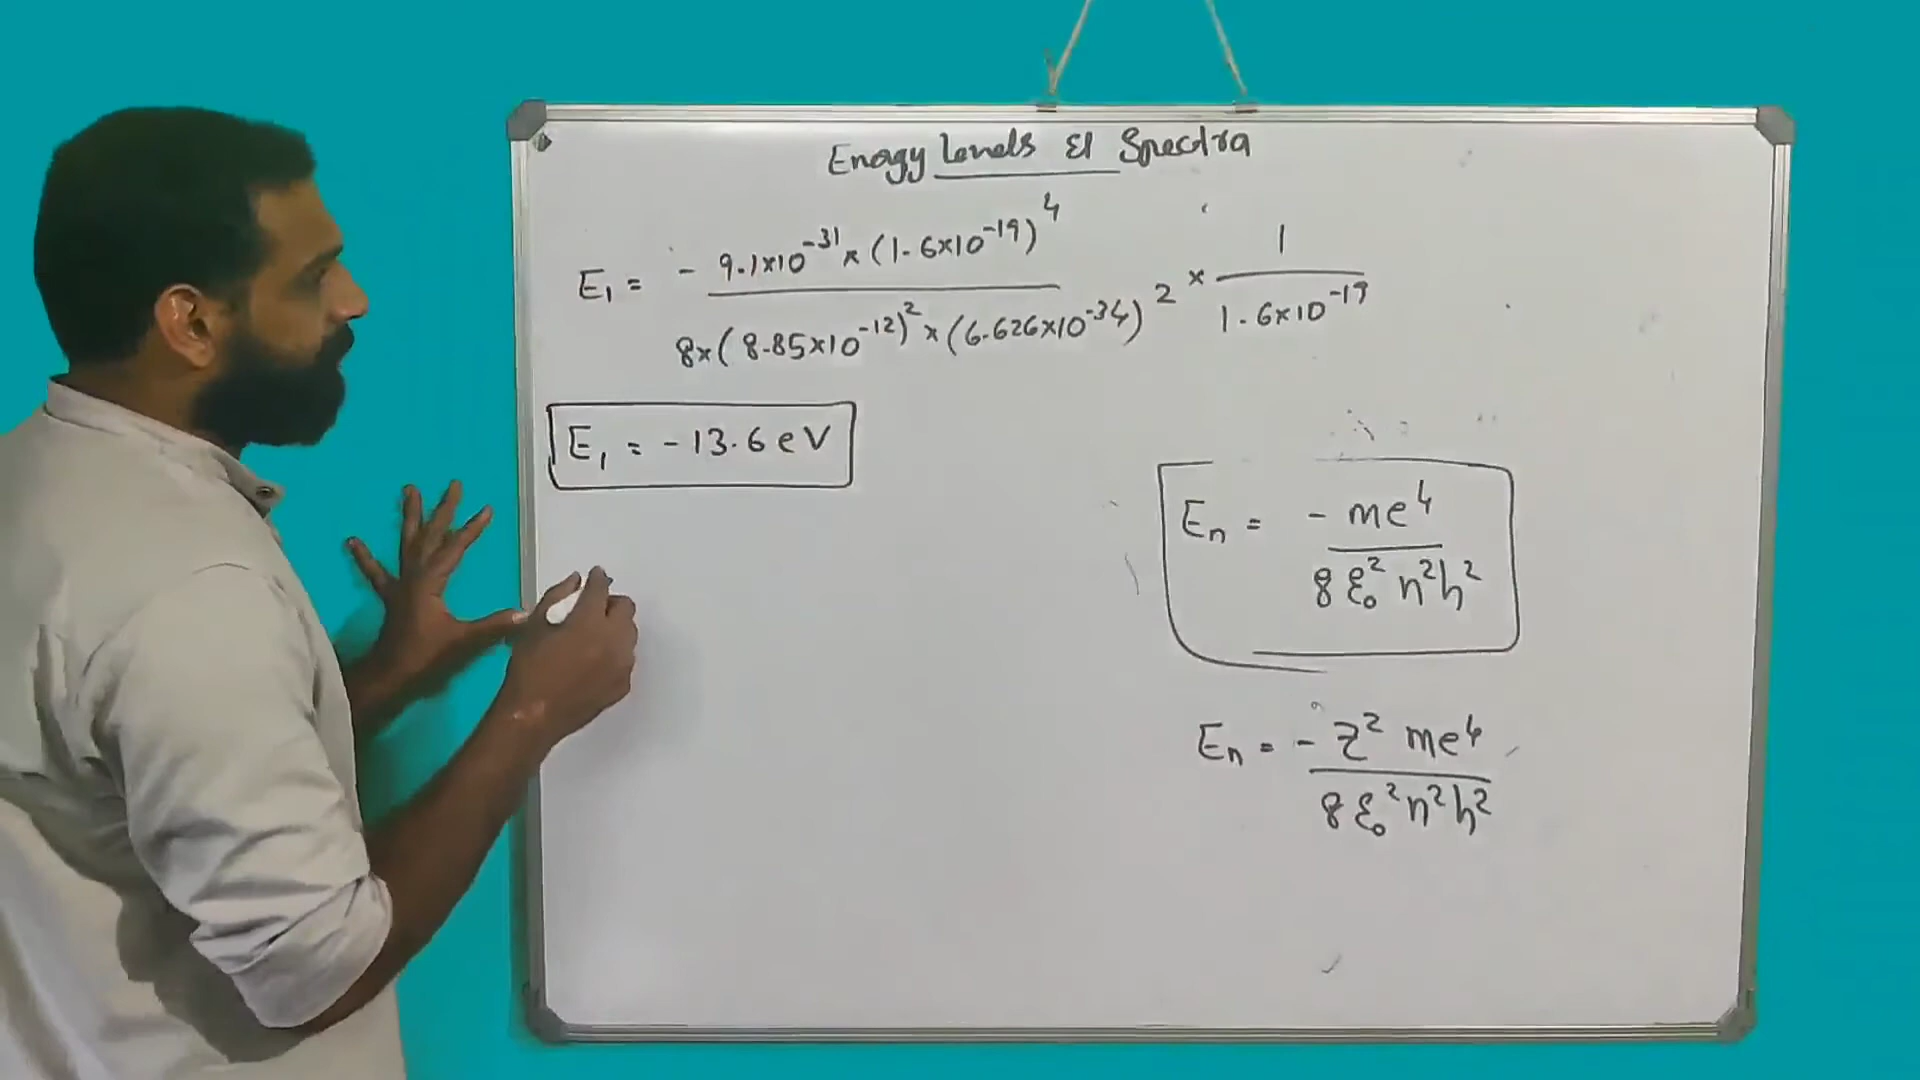 Energy Levels & Spectra
E₁ = - 9.1×10⁻³¹ × (1.6×10⁻¹⁹)⁴ / 8×(8.85×10⁻¹²)² × (6.626×10⁻³⁴)² × 1 / 1.6×10⁻¹⁹
E₁ = -13.6 eV
Eₙ = - me⁴ / 8 ε₀² n²h²
Eₙ = - Z² me⁴ / 8 ε₀² n²h²